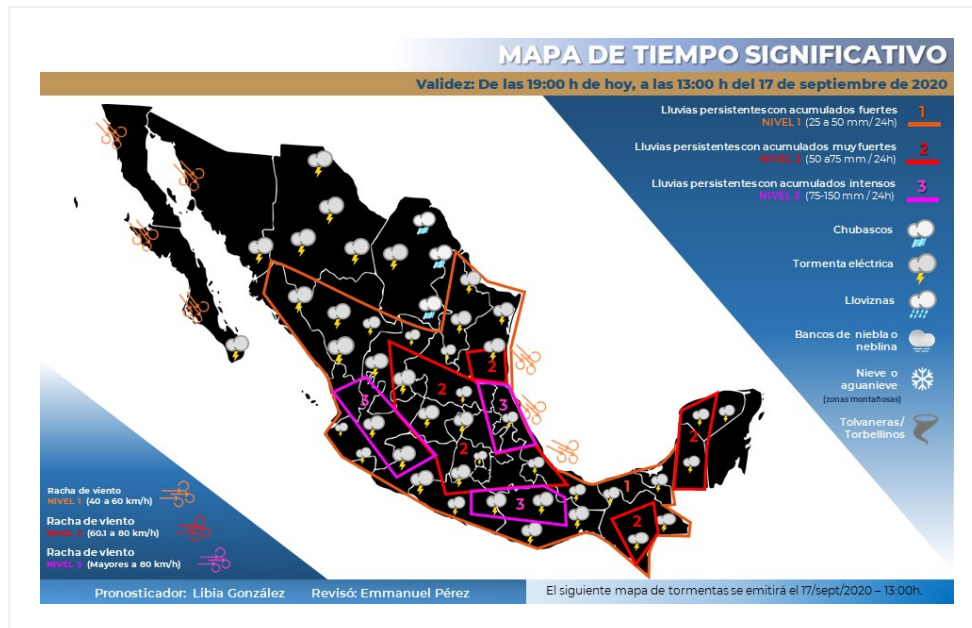 MAPA DE TIEMPO SIGNIFICATIVO
Validez: De las 19:00 h de hoy, a las 13:00 h del 17 de septiembre de 2020
Lluvias persistentes con acumulados fuertes
NIVEL 1 (25 a 50 mm/ 24h)
1
Lluvias persistentes con acumulados muy fuertes
NIVEL 2 (50 a75 mm / 24h)
2
Lluvias persistentes con acumulados intensos
NIVEL 3 (75-150 mm / 24h)
3
Chubascos
Tormenta eléctrica
Lloviznas
Bancos de niebla o
neblina
Nieve o
aguanieve
(zonas montañosas)
Tolvaneras/
Torbellinos
2
2
3
3
2
2
1
3
2
Racha de viento
NIVEL 1 (40 a 60 km/h)
Racha de viento
NIVEL 2 (60.1 a 80 km/h)
Racha de viento
NIVEL 3 (Mayores a 80 km/h)
Pronosticador: Libia González Revisó: Emmanuel Pérez
El siguiente mapa de tormentas se emitirá el 17/sept/2020 – 13:00h.